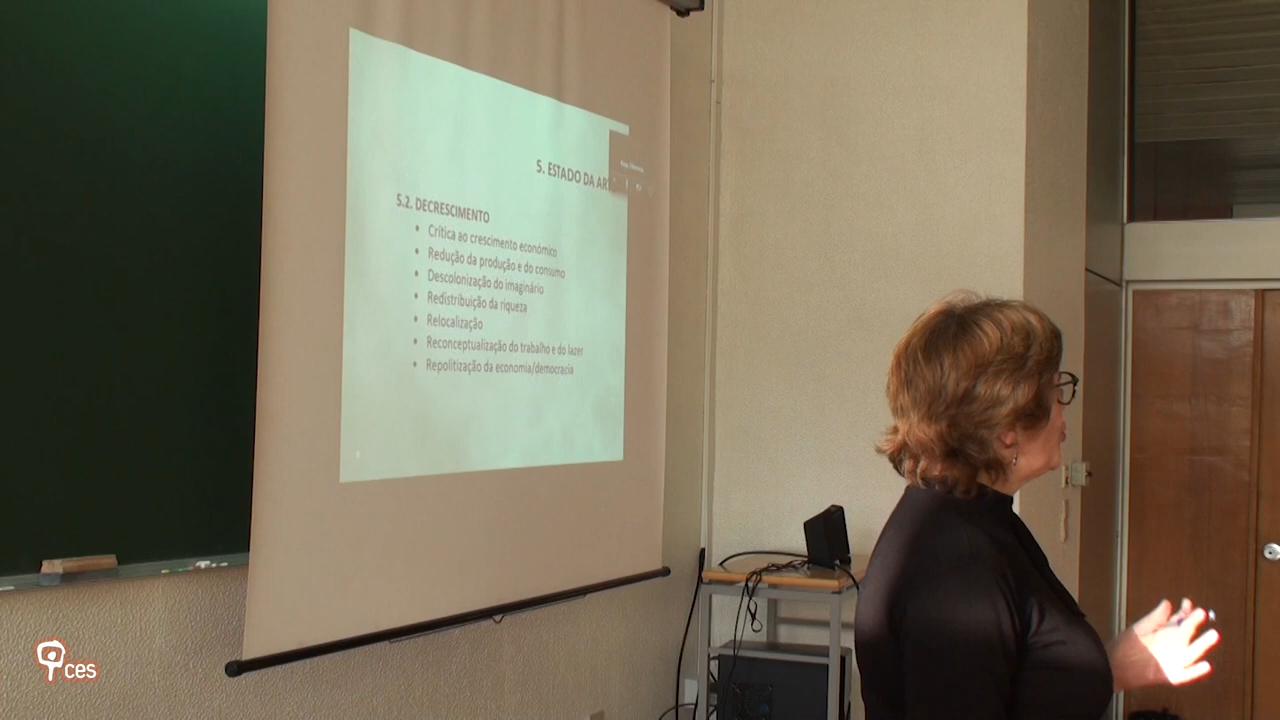 5. ESTADO DA AR
5.2. DECRESCIMENTO
• Crítica ao crescimento económico
• Redução da produção e do consumo
• Descolonização do imaginário
• Redistribuição da riqueza
• Relocalização
• Reconceptualização do trabalho e do lazer
• Repolitização da economia/democracia
ces